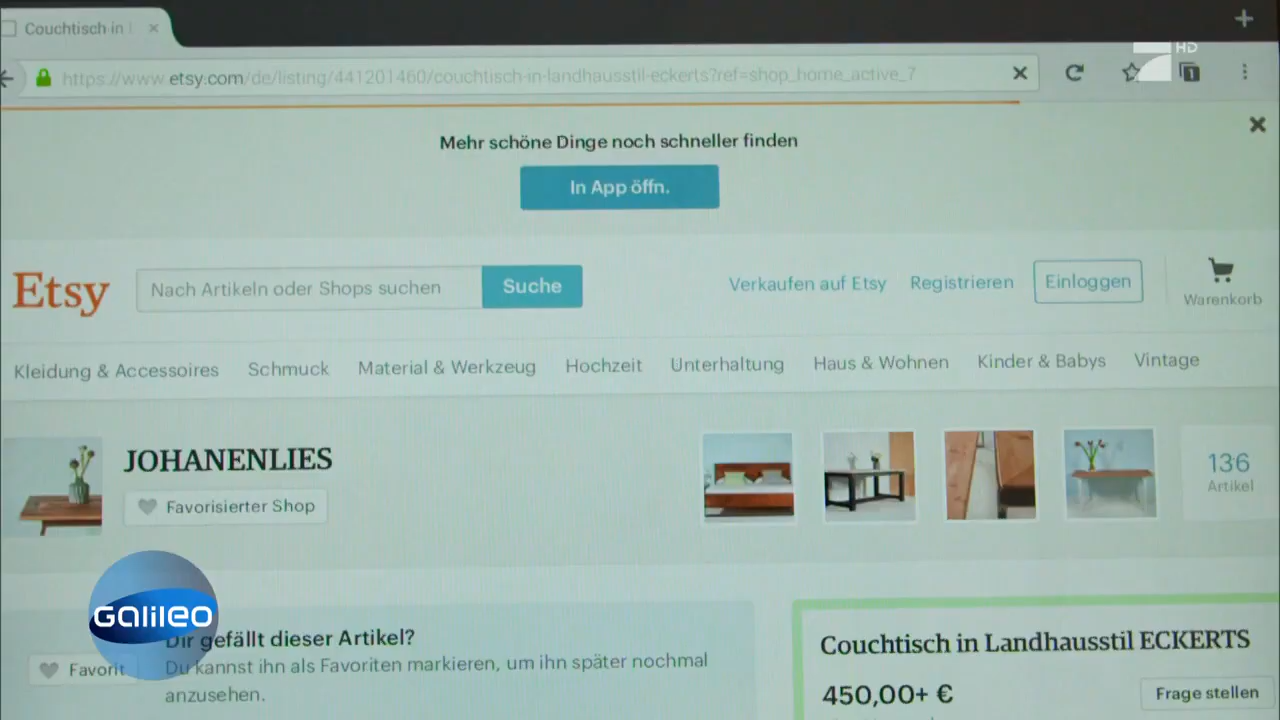 Couchtisch in
HD
https://www.etsy.com/de/listing/441201460/couchtisch-in-landhausstil-eckerts?ref=shop_home_active_7
1
Mehr schöne Dinge noch schneller finden
In App öffn.
Etsy
Nach Artikeln oder Shops suchen
Suche
Verkaufen auf Etsy
Registrieren
Einloggen
Warenkorb
Kleidung & Accessoires
Schmuck
Material & Werkzeug
Hochzeit
Unterhaltung
Haus & Wohnen
Kinder & Babys
Vintage
JOHANENLIES
Favorisierter Shop
136
Artikel
Galileo
Dir gefällt dieser Artikel?
Favorit
Du kannst ihn als Favoriten markieren, um ihn später nochmal
anzusehen.
Couchtisch in Landhausstil ECKERTS
450,00+ €
Frage stellen